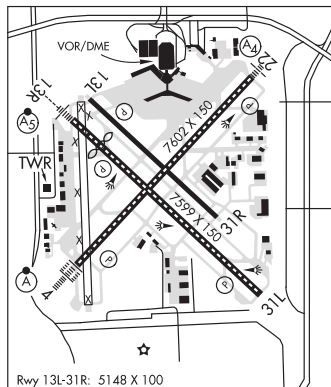 VOR/DME
A4
22
13R
13L
P
P
A5
X
7602 X 150
P
TWR
X
7599 X 150
31R
P
P
A
X
X
4
31L
Rwy 13L-31R: 5148 X 100